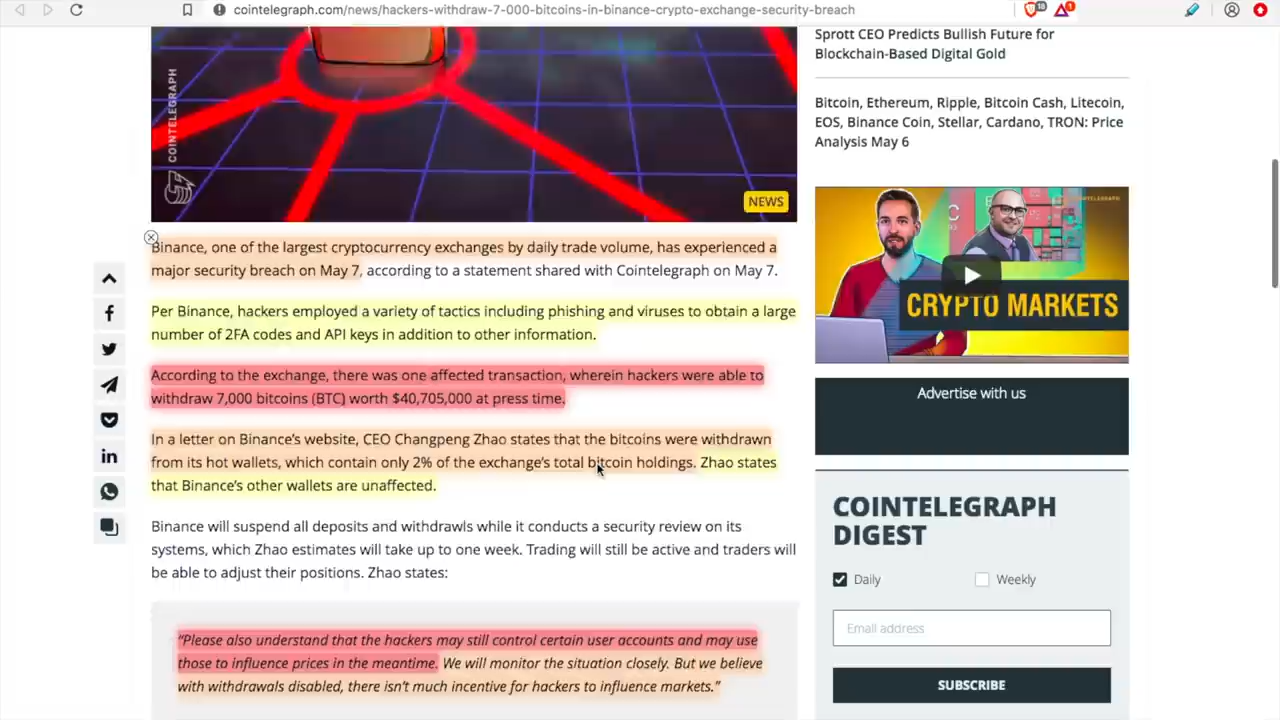 cointelegraph.com/news/hackers-withdraw-7-000-bitcoins-in-binance-crypto-exchange-security-breach
18
1
COINTELEGRAPH
NEWS
Binance, one of the largest cryptocurrency exchanges by daily trade volume, has experienced a
major security breach on May 7, according to a statement shared with Cointelegraph on May 7.
Per Binance, hackers employed a variety of tactics including phishing and viruses to obtain a large
number of 2FA codes and API keys in addition to other information.
According to the exchange, there was one affected transaction, wherein hackers were able to
withdraw 7,000 bitcoins (BTC) worth $40,705,000 at press time.
In a letter on Binance’s website, CEO Changpeng Zhao states that the bitcoins were withdrawn
from its hot wallets, which contain only 2% of the exchange’s total bitcoin holdings. Zhao states
that Binance’s other wallets are unaffected.
Binance will suspend all deposits and withdrawls while it conducts a security review on its
systems, which Zhao estimates will take up to one week. Trading will still be active and traders will
be able to adjust their positions. Zhao states:
“Please also understand that the hackers may still control certain user accounts and may use
those to influence prices in the meantime. We will monitor the situation closely. But we believe
with withdrawals disabled, there isn’t much incentive for hackers to influence markets.”
Sprott CEO Predicts Bullish Future for
Blockchain-Based Digital Gold
Bitcoin, Ethereum, Ripple, Bitcoin Cash, Litecoin,
EOS, Binance Coin, Stellar, Cardano, TRON: Price
Analysis May 6
CRYPTO MARKETS
Advertise with us
COINTELEGRAPH
DIGEST
Daily
Weekly
Email address
SUBSCRIBE